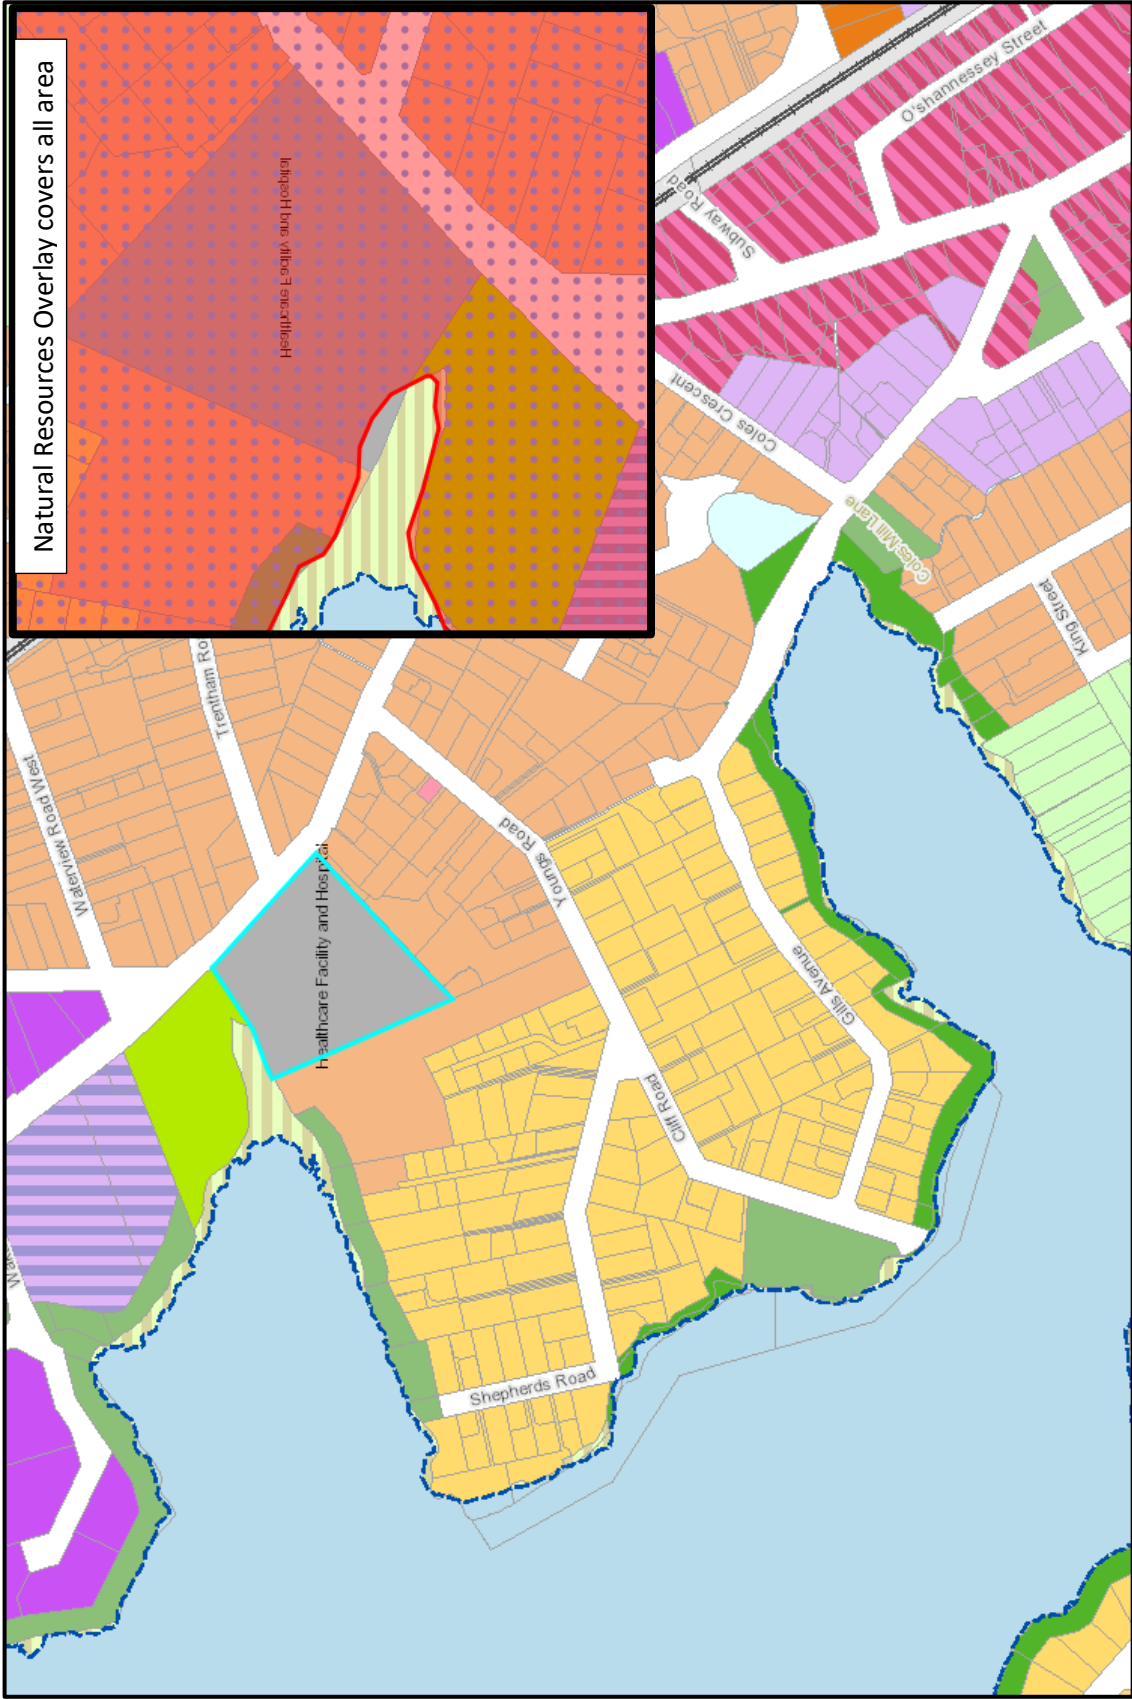 Natural Resources Overlay covers all area
Healthcare Facility and Hospital
O'shannessey Street
Subway Road
Coles Crescent
Coles Mill Lane
King Street
Trentham Ro
Waterview Road West
Youngs Road
Healthcare Facility and Hospital
Gills Avenue
Cliff Road
Shepherds Road